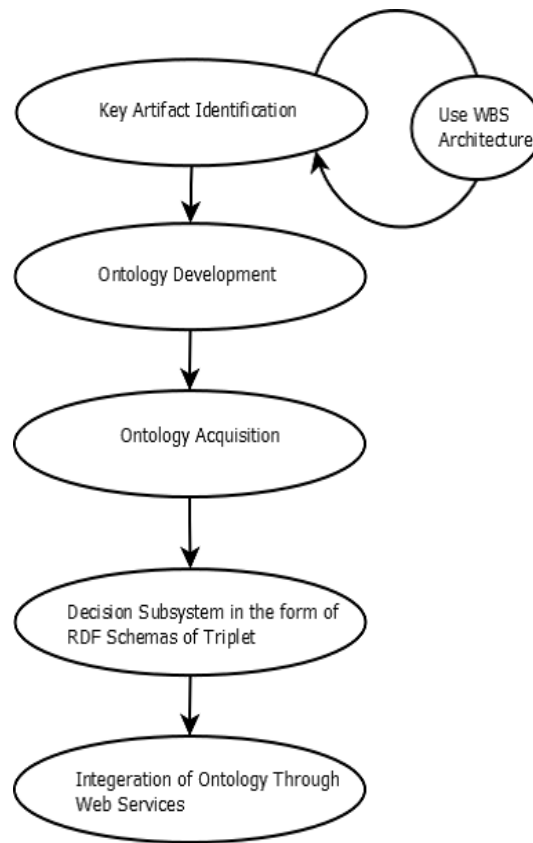 Key Artifact Identification
Use WBS
Architecture
Ontology Development
Ontology Acquisition
Decision Subsystem in the form of
RDF Schemas of Triplet
Integeration of Ontology Through
Web Services